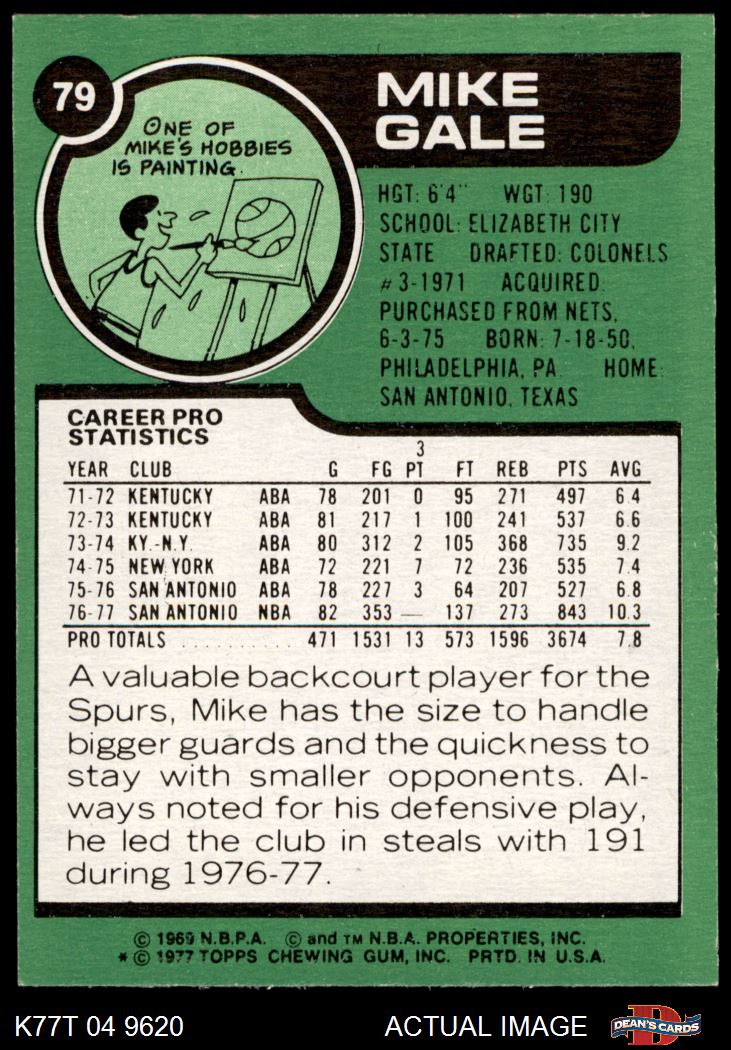 79
ONE OF
MIKE'S HOBBIES
IS PAINTING.
MIKE
GALE
HGT: 6'4" WGT: 190
SCHOOL: ELIZABETH CITY
STATE DRAFTED: COLONELS
#3-1971 ACQUIRED:
PURCHASED FROM NETS,
6-3-75 BORN: 7-18-50,
PHILADELPHIA, PA. HOME:
SAN ANTONIO, TEXAS
CAREER PRO
STATISTICS
YEAR CLUB G FG 3 PT FT REB PTS AVG
71-72 KENTUCKY ABA 78 201 0 95 271 497 6.4
72-73 KENTUCKY ABA 81 217 1 100 241 537 6.6
73-74 KY.-N.Y. ABA 80 312 2 105 368 735 9.2
74-75 NEW YORK ABA 72 221 7 72 236 535 7.4
75-76 SAN ANTONIO ABA 78 227 3 64 207 527 6.8
76-77 SAN ANTONIO NBA 82 353 — 137 273 843 10.3
PRO TOTALS .......... 471 1531 13 573 1596 3674 7.8
A valuable backcourt player for the
Spurs, Mike has the size to handle
bigger guards and the quickness to
stay with smaller opponents. Al-
ways noted for his defensive play,
he led the club in steals with 191
during 1976-77.
© 1969 N.B.P.A. © and TM N.B.A. PROPERTIES, INC.
* © 1977 TOPPS CHEWING GUM, INC. PRTD. IN U.S.A.
K77T 04 9620 ACTUAL IMAGE D DEAN'S CARDS